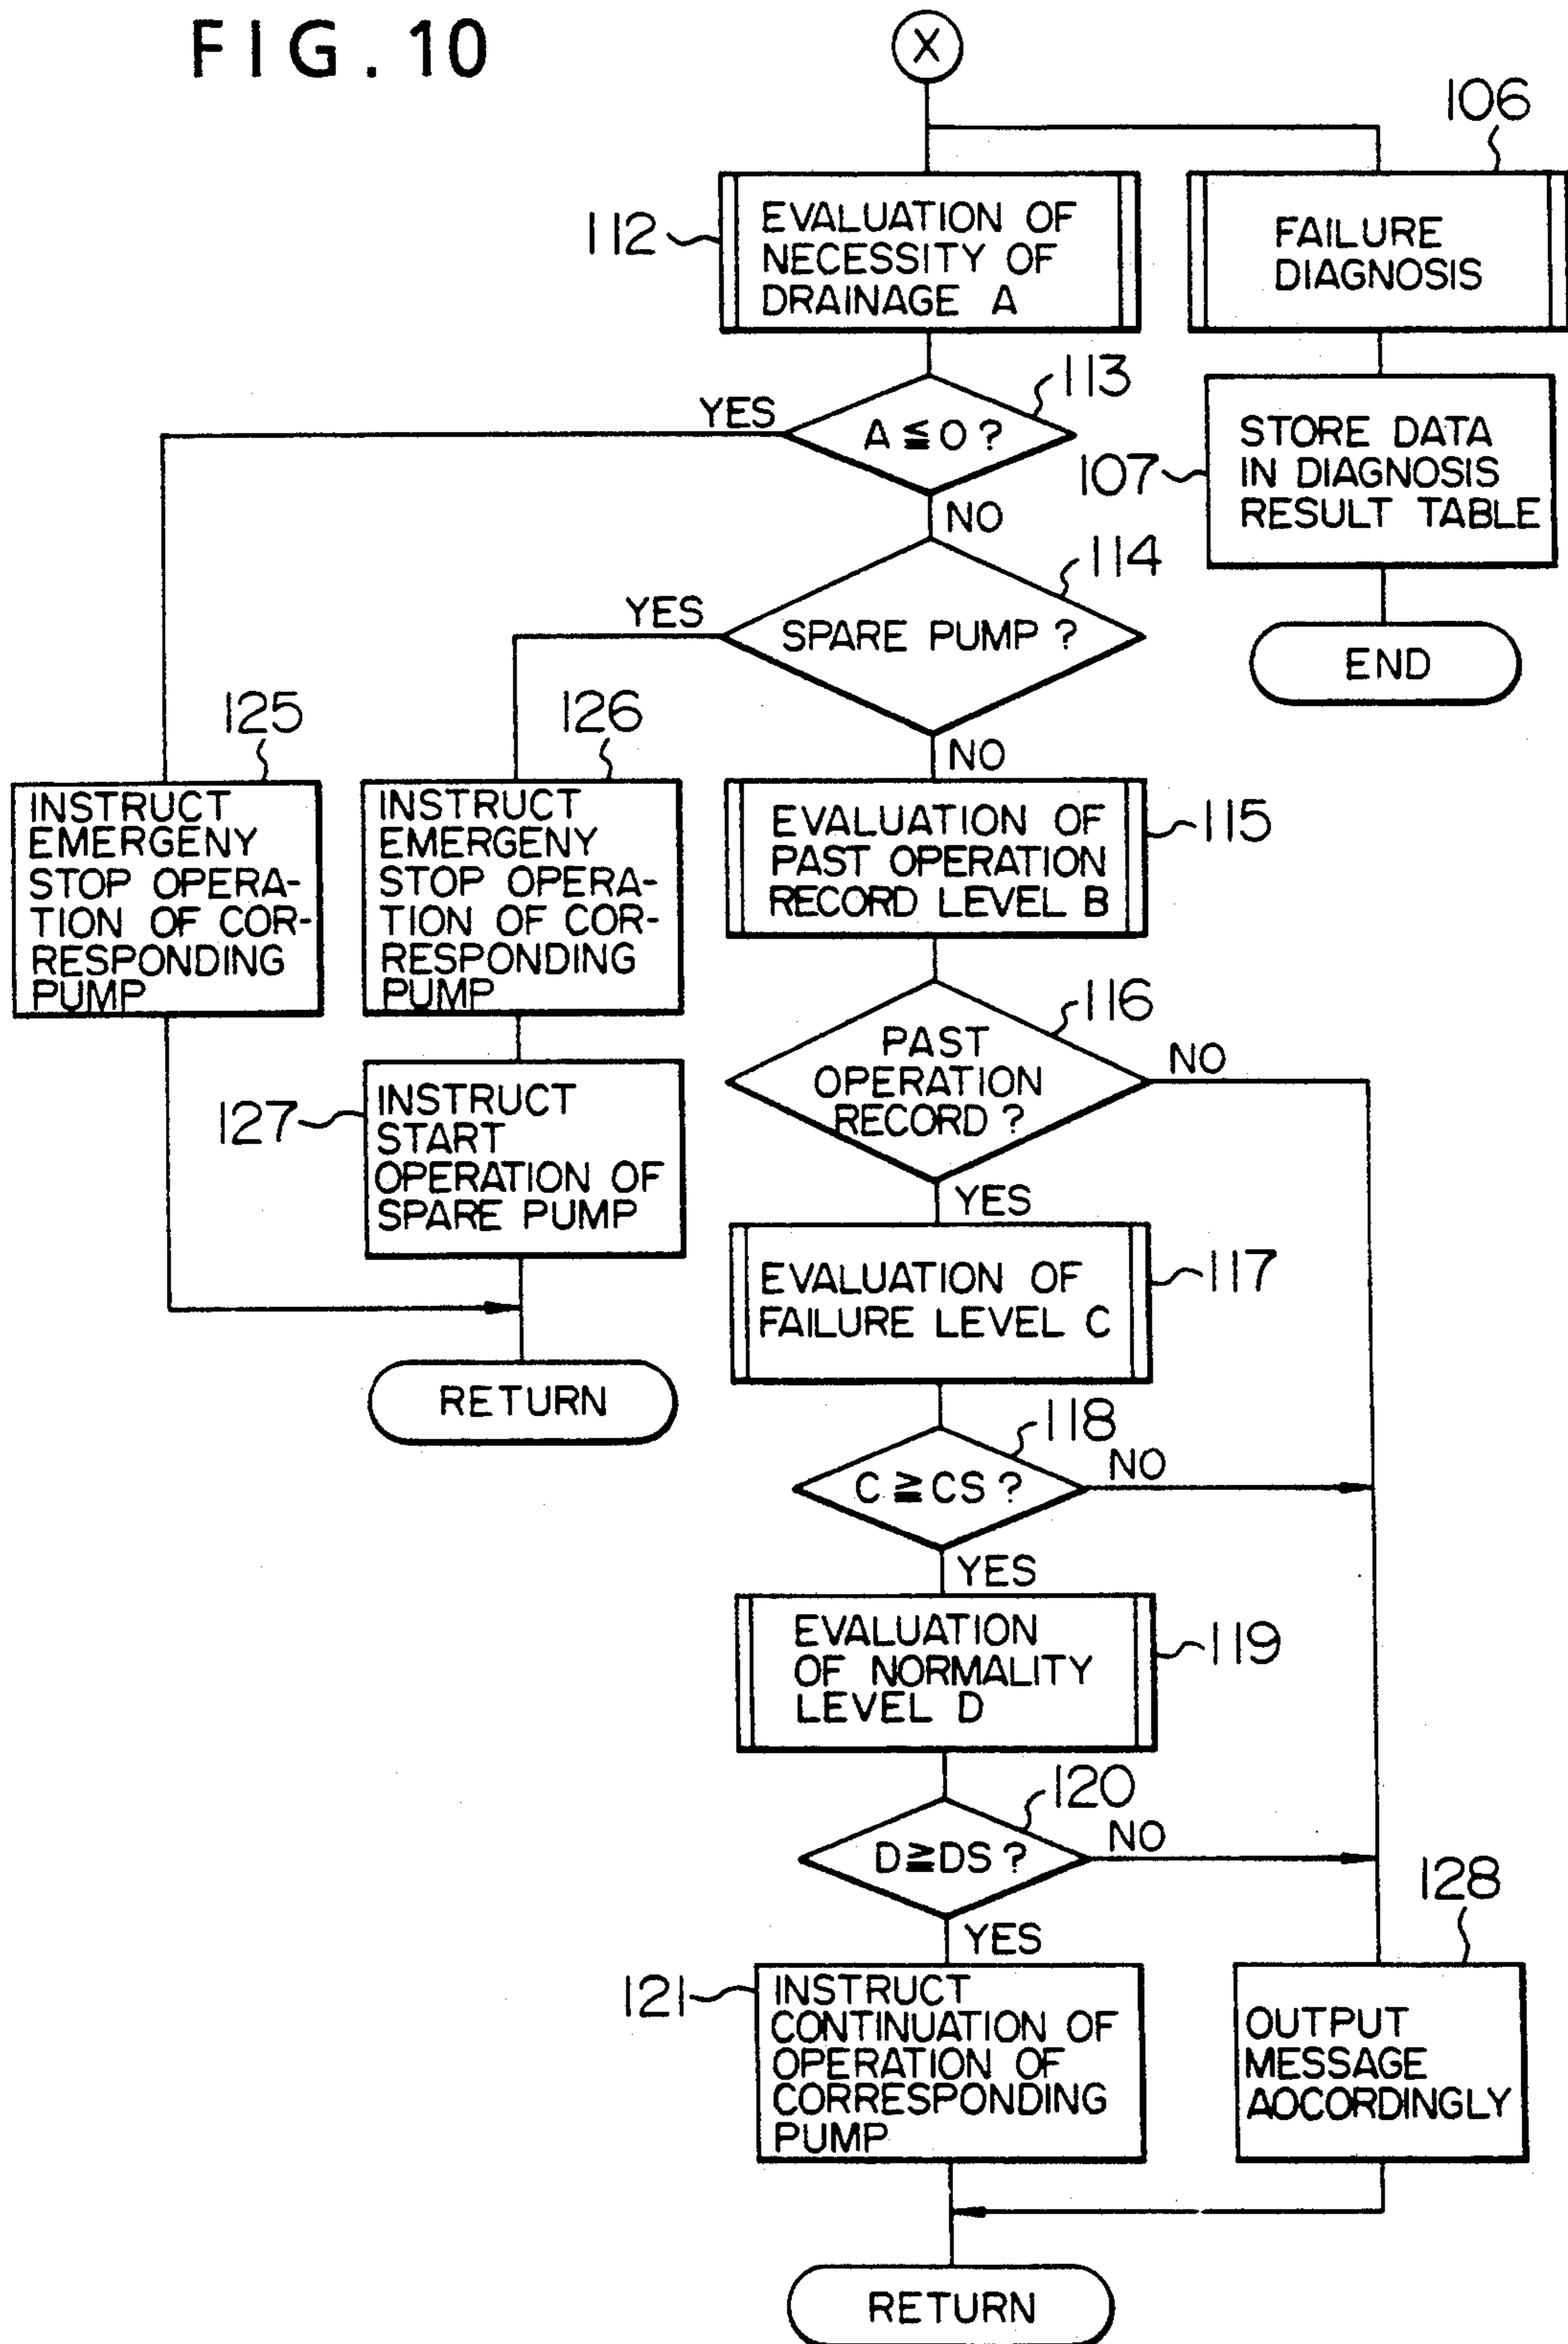 FIG. 10
X
106
112
EVALUATION OF
NECESSITY OF
DRAINAGE A
FAILURE
DIAGNOSIS
113
YES
A ≦ 0 ?
NO
107
STORE DATA
IN DIAGNOSIS
RESULT TABLE
114
YES
SPARE PUMP ?
NO
END
125
INSTRUCT
EMERGENY
STOP OPERA-
TION OF COR-
RESPONDING
PUMP
126
INSTRUCT
EMERGENY
STOP OPERA-
TION OF COR-
RESPONDING
PUMP
115
EVALUATION OF
PAST OPERATION
RECORD LEVEL B
116
PAST
OPERATION
RECORD ?
NO
YES
127
INSTRUCT
START
OPERATION OF
SPARE PUMP
RETURN
117
EVALUATION OF
FAILURE LEVEL C
118
C ≧ CS ?
NO
YES
119
EVALUATION
OF NORMALITY
LEVEL D
120
D ≧ DS ?
NO
YES
121
INSTRUCT
CONTINUATION OF
OPERATION OF
CORRESPONDING
PUMP
128
OUTPUT
MESSAGE
AOCORDINGLY
RETURN